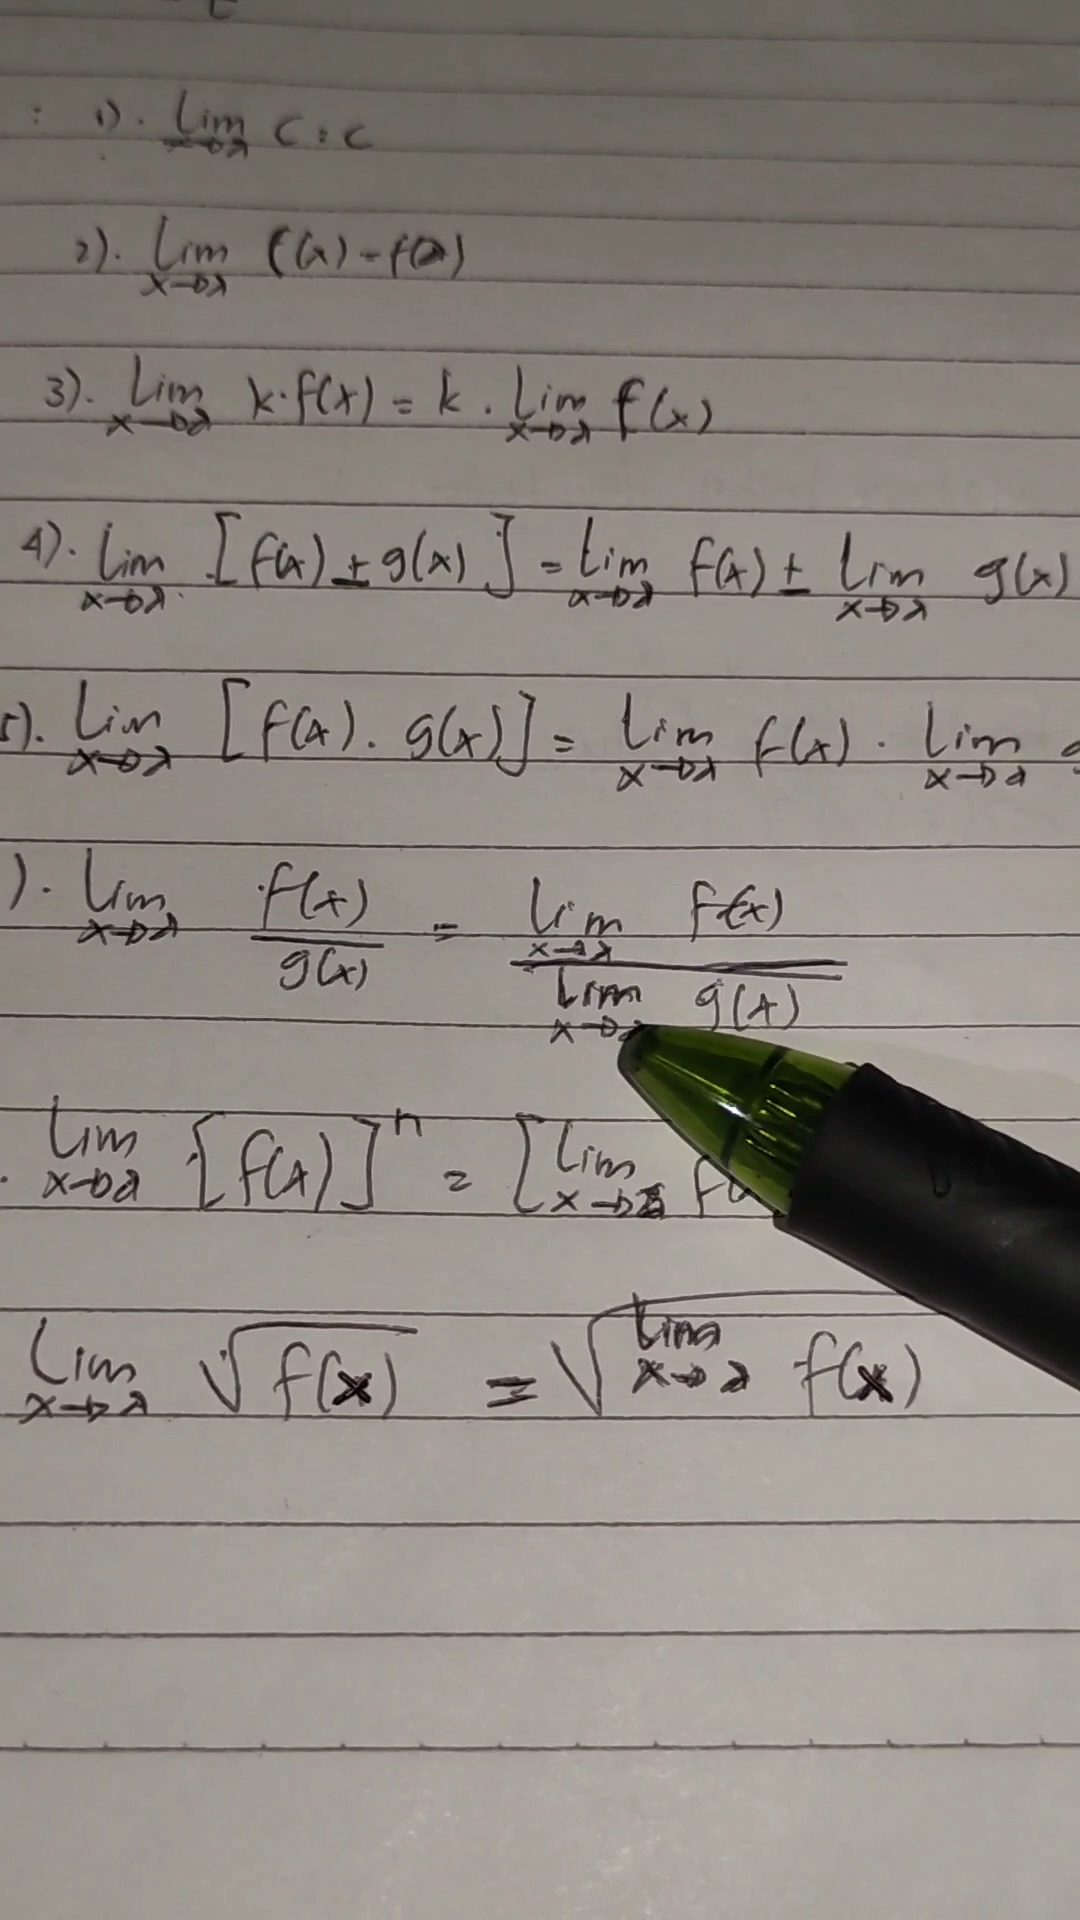 : 1). Lim x→a C = C
2). Lim x→a f(x) = f(a)
3). Lim x→a k.f(x) = k . Lim x→a f(x)
4). Lim x→a [f(x) ± g(x)] = Lim x→a f(x) ± Lim x→a g(x)
5). Lim x→a [f(x) . g(x)] = Lim x→a f(x) . Lim x→a
). Lim x→a f(x)/g(x) = Lim x→a f(x) / Lim x→a g(x)
. Lim x→a [f(x)]ⁿ = [Lim x→a f(
Lim x→a √f(x) = √Lim x→a f(x)